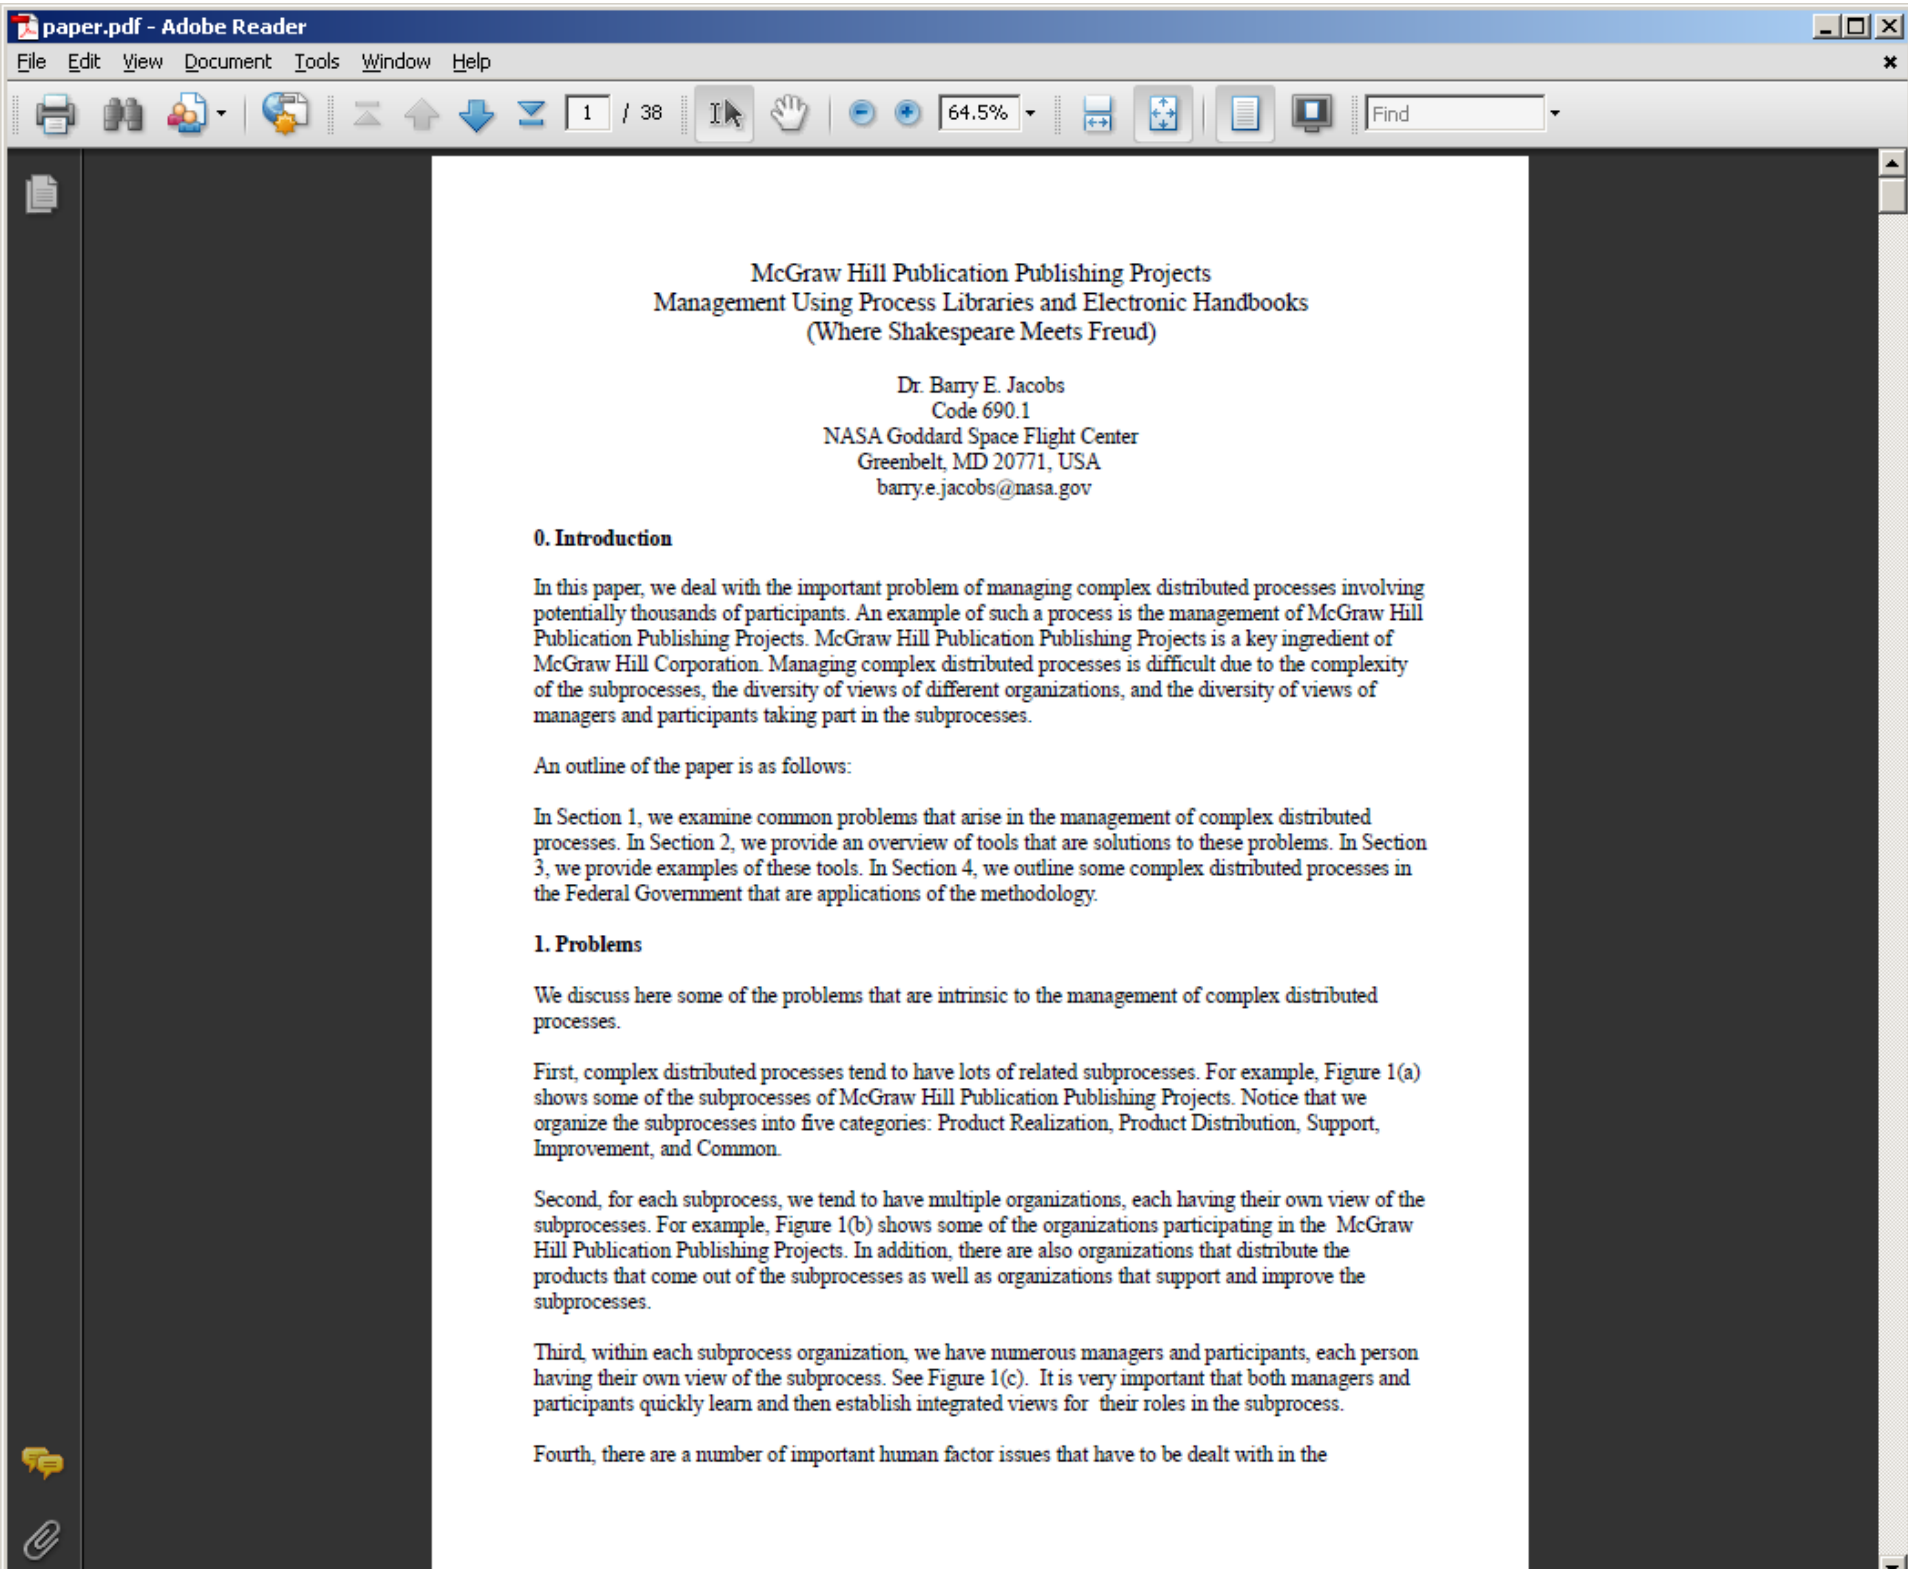 paper.pdf - Adobe Reader
File Edit View Document Tools Window Help
1 / 38 64.5% Find
McGraw Hill Publication Publishing Projects
Management Using Process Libraries and Electronic Handbooks
(Where Shakespeare Meets Freud)
Dr. Barry E. Jacobs
Code 690.1
NASA Goddard Space Flight Center
Greenbelt, MD 20771, USA
barry.e.jacobs@nasa.gov
0. Introduction
In this paper, we deal with the important problem of managing complex distributed processes involving
potentially thousands of participants. An example of such a process is the management of McGraw Hill
Publication Publishing Projects. McGraw Hill Publication Publishing Projects is a key ingredient of
McGraw Hill Corporation. Managing complex distributed processes is difficult due to the complexity
of the subprocesses, the diversity of views of different organizations, and the diversity of views of
managers and participants taking part in the subprocesses.
An outline of the paper is as follows:
In Section 1, we examine common problems that arise in the management of complex distributed
processes. In Section 2, we provide an overview of tools that are solutions to these problems. In Section
3, we provide examples of these tools. In Section 4, we outline some complex distributed processes in
the Federal Government that are applications of the methodology.
1. Problems
We discuss here some of the problems that are intrinsic to the management of complex distributed
processes.
First, complex distributed processes tend to have lots of related subprocesses. For example, Figure 1(a)
shows some of the subprocesses of McGraw Hill Publication Publishing Projects. Notice that we
organize the subprocesses into five categories: Product Realization, Product Distribution, Support,
Improvement, and Common.
Second, for each subprocess, we tend to have multiple organizations, each having their own view of the
subprocesses. For example, Figure 1(b) shows some of the organizations participating in the McGraw
Hill Publication Publishing Projects. In addition, there are also organizations that distribute the
products that come out of the subprocesses as well as organizations that support and improve the
subprocesses.
Third, within each subprocess organization, we have numerous managers and participants, each person
having their own view of the subprocess. See Figure 1(c). It is very important that both managers and
participants quickly learn and then establish integrated views for their roles in the subprocess.
Fourth, there are a number of important human factor issues that have to be dealt with in the